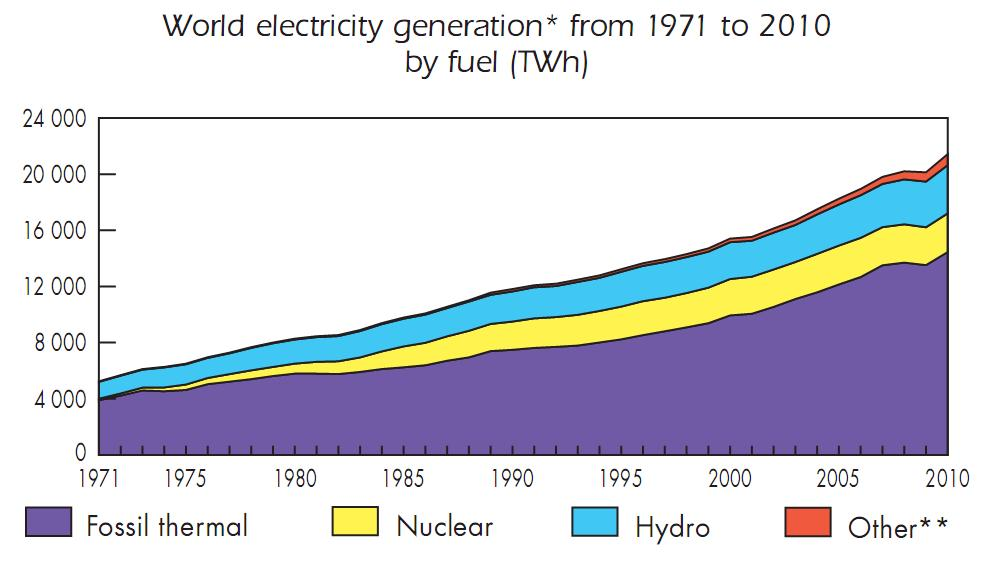 World electricity generation* from 1971 to 2010
by fuel (TWh)
24 000
20 000
16 000
12 000
8 000
4 000
0
1971 1975 1980 1985 1990 1995 2000 2005 2010
Fossil thermal Nuclear Hydro Other**